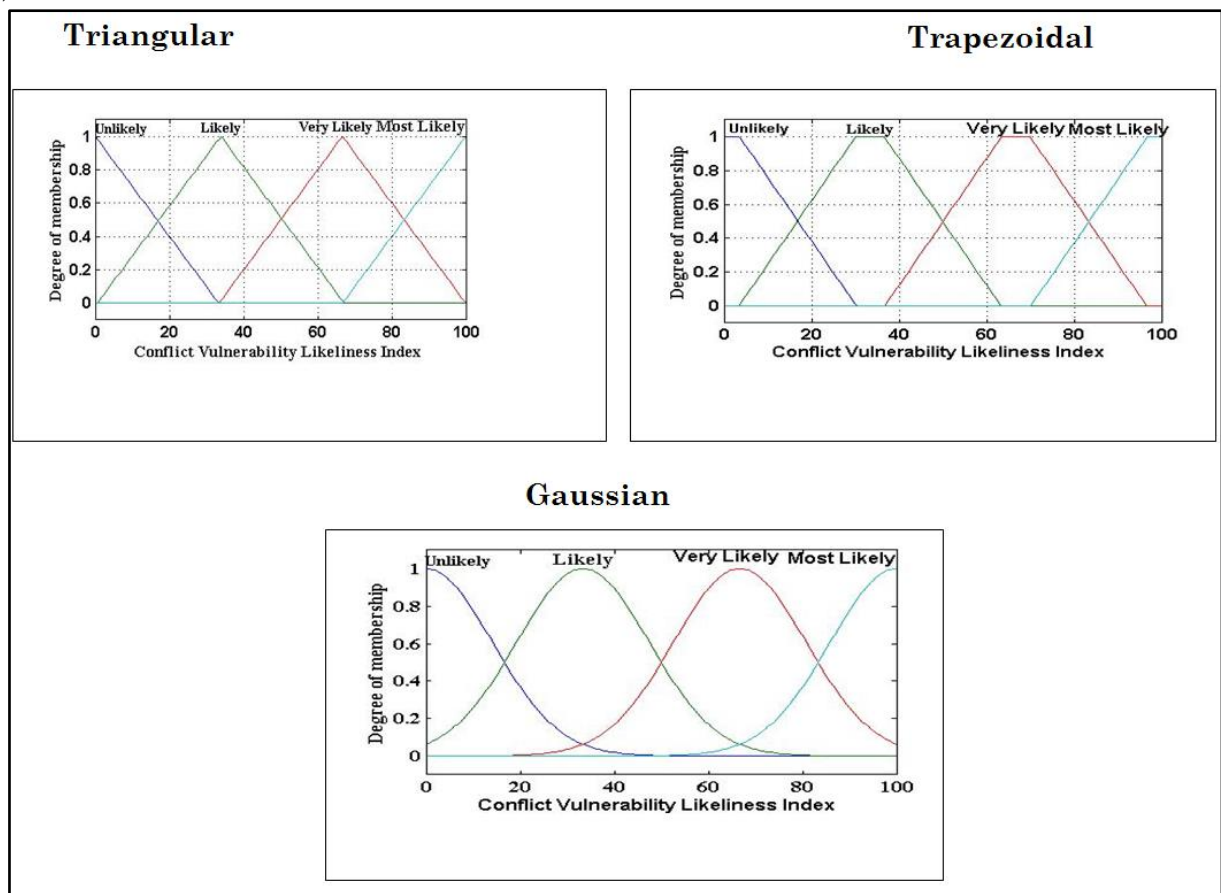 Triangular
Trapezoidal
Unlikely Likely Very Likely Most Likely
1
0.8
0.6
0.4
0.2
0
Degree of membership
0 20 40 60 80 100
Conflict Vulnerability Likeliness Index
Unlikely Likely Very Likely Most Likely
1
0.8
0.6
0.4
0.2
0
Degree of membership
0 20 40 60 80 100
Conflict Vulnerability Likeliness Index
Gaussian
Unlikely Likely Very Likely Most Likely
1
0.8
0.6
0.4
0.2
0
Degree of membership
0 20 40 60 80 100
Conflict Vulnerability Likeliness Index